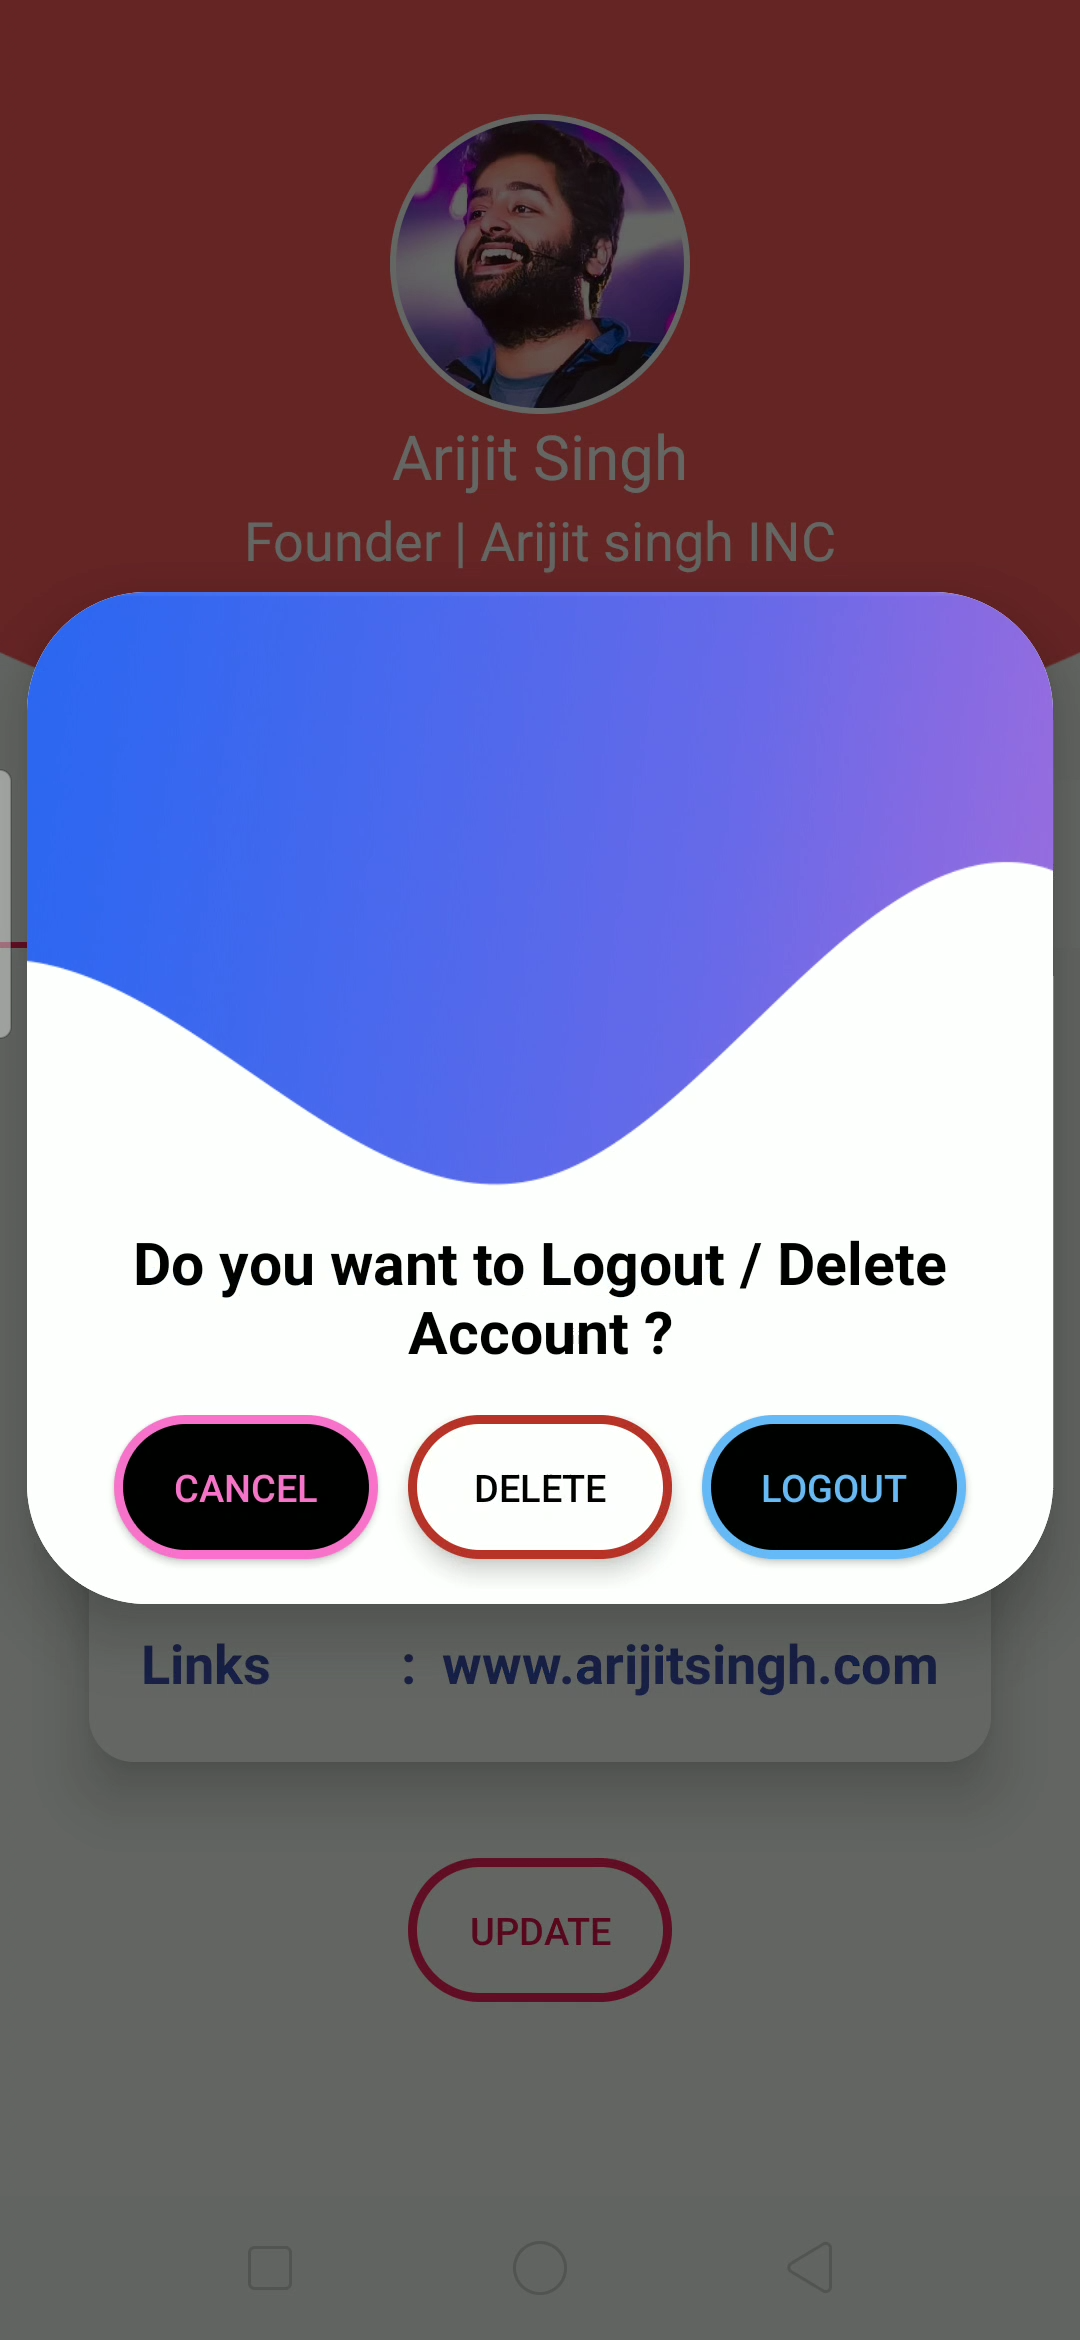 Arijit Singh
Founder | Arijit singh INC
Do you want to Logout / Delete
Account ?
CANCEL DELETE LOGOUT
Links : www.arijitsingh.com
UPDATE